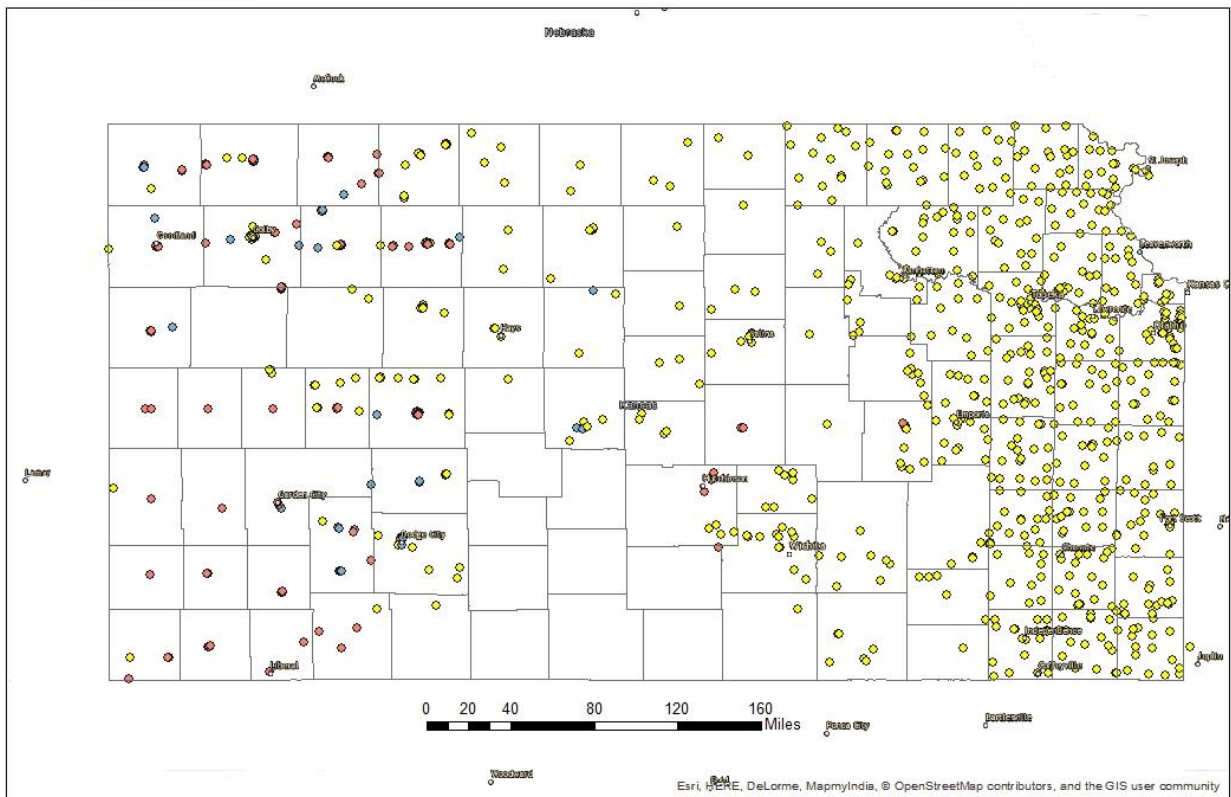 Nebraska
McCook
St Joseph
Goodland
Colby
Leavenworth
Manhattan
Kansas C
Topeka
Lawrence
Hays
Salina
Kansas
Emporia
Lamar
Garden City
Hutchinson
Fort Scott
Dodge City
Wichita
Chanute
Independence
Liberal
Coffeyville
Joplin
0 20 40 80 120 160
Miles
Ponca City
Bartlesville
Woodward
Enid
Esri, HERE, DeLorme, MapmyIndia, © OpenStreetMap contributors, and the GIS user community